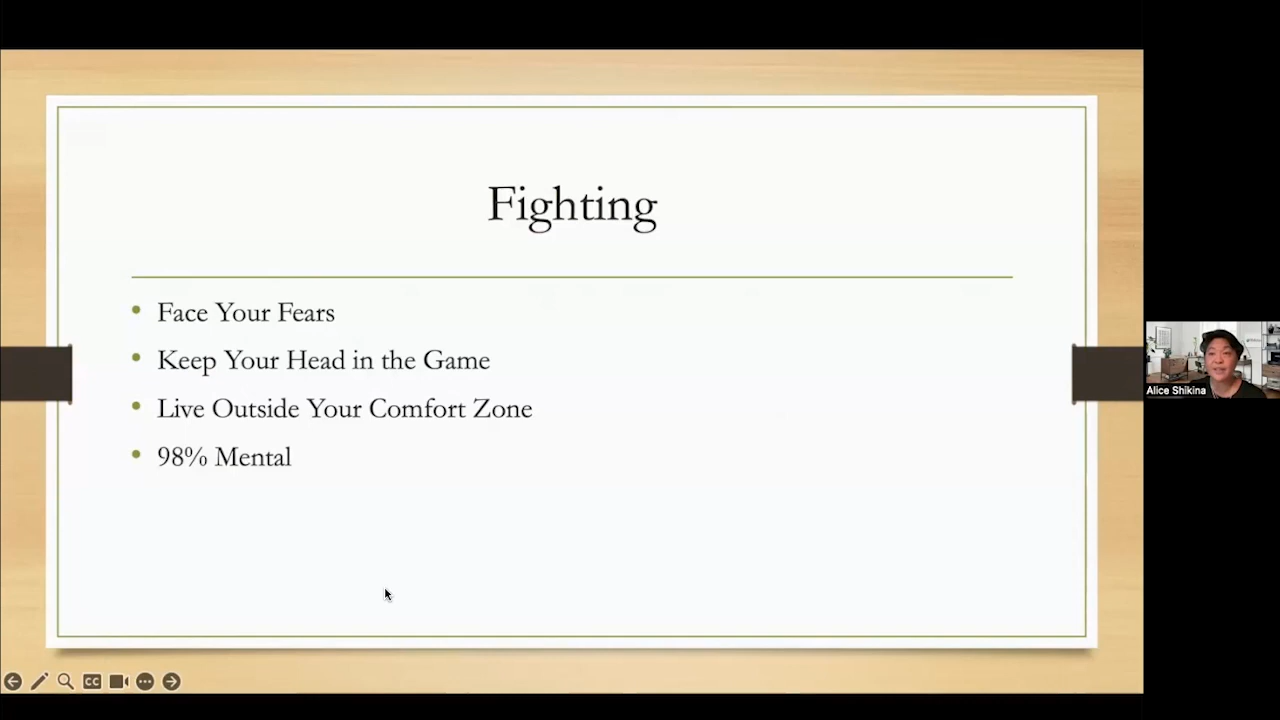 Fighting
• Face Your Fears
• Keep Your Head in the Game
• Live Outside Your Comfort Zone
• 98% Mental
Alice Shikina
CC